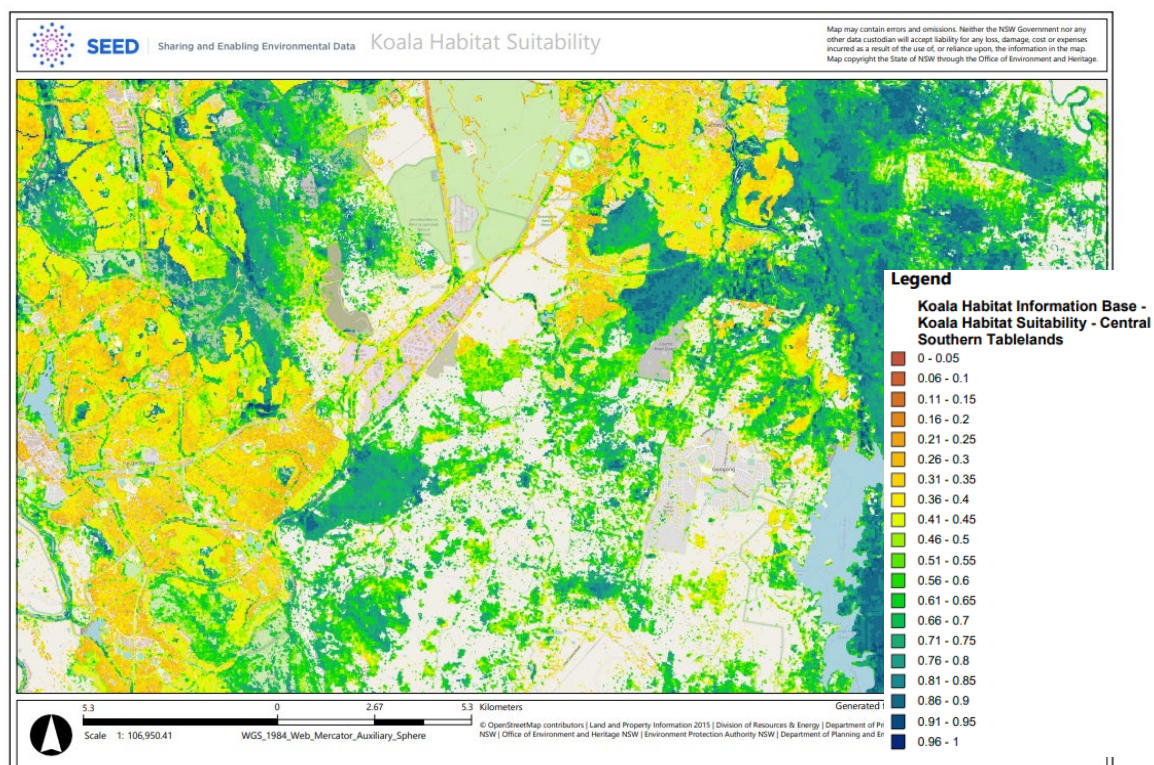 SEED
Sharing and Enabling Environmental Data
Koala Habitat Suitability
Map may contain errors and omissions. Neither the NSW Government nor any
other data custodian will accept liability for any loss, damage, cost or expenses
incurred as a result of the use of, or reliance upon, the information in the map.
Map copyright the State of NSW through the Office of Environment and Heritage.
Googong
Legend
Koala Habitat Information Base -
Koala Habitat Suitability - Central
Southern Tablelands
0 - 0.05
0.06 - 0.1
0.11 - 0.15
0.16 - 0.2
0.21 - 0.25
0.26 - 0.3
0.31 - 0.35
0.36 - 0.4
0.41 - 0.45
0.46 - 0.5
0.51 - 0.55
0.56 - 0.6
0.61 - 0.65
0.66 - 0.7
0.71 - 0.75
0.76 - 0.8
0.81 - 0.85
0.86 - 0.9
0.91 - 0.95
0.96 - 1
5.3 0 2.67 5.3 Kilometers
Generated
Scale 1: 106,950.41
WGS_1984_Web_Mercator_Auxiliary_Sphere
© OpenStreetMap contributors | Land and Property Information 2015 | Division of Resources & Energy | Department of
NSW | Office of Environment and Heritage NSW | Environment Protection Authority NSW | Department of Planning and